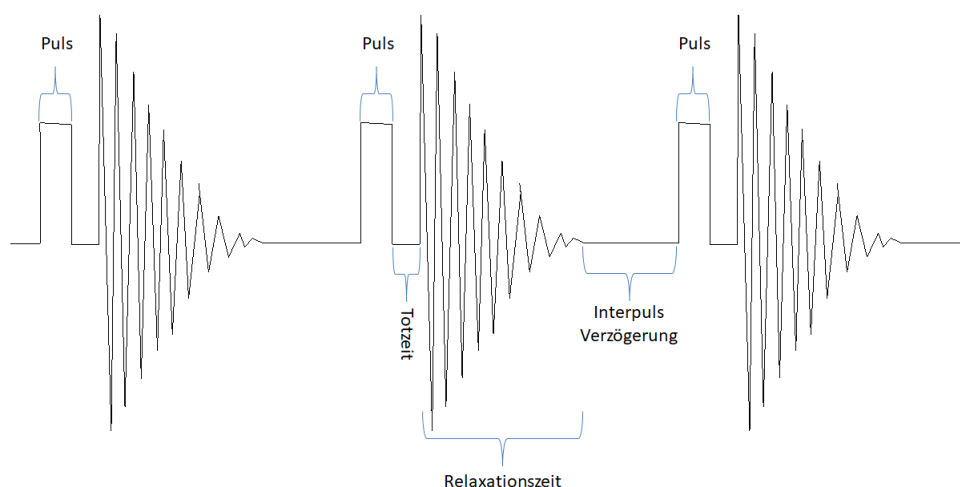 Puls
Puls
Puls
Totzeit
Interpuls
Verzögerung
Relaxationszeit